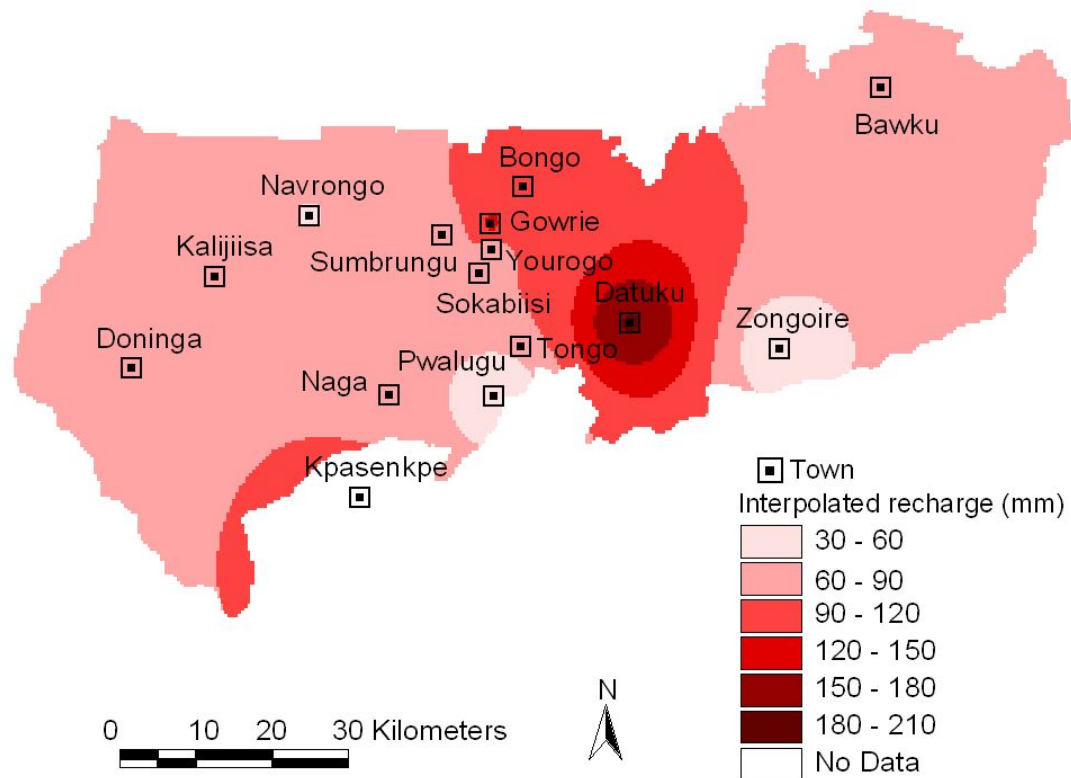 Bawku
Bongo
Navrongo
Gowrie
Kalijiisa
Sumbrungu
Yourogo
Sokabiisi
Datuku
Zongoire
Doninga
Pwalugu
Tongo
Naga
Kpasenkpe
Town
Interpolated recharge (mm)
30 - 60
60 - 90
90 - 120
120 - 150
150 - 180
180 - 210
No Data
N
0 10 20 30 Kilometers